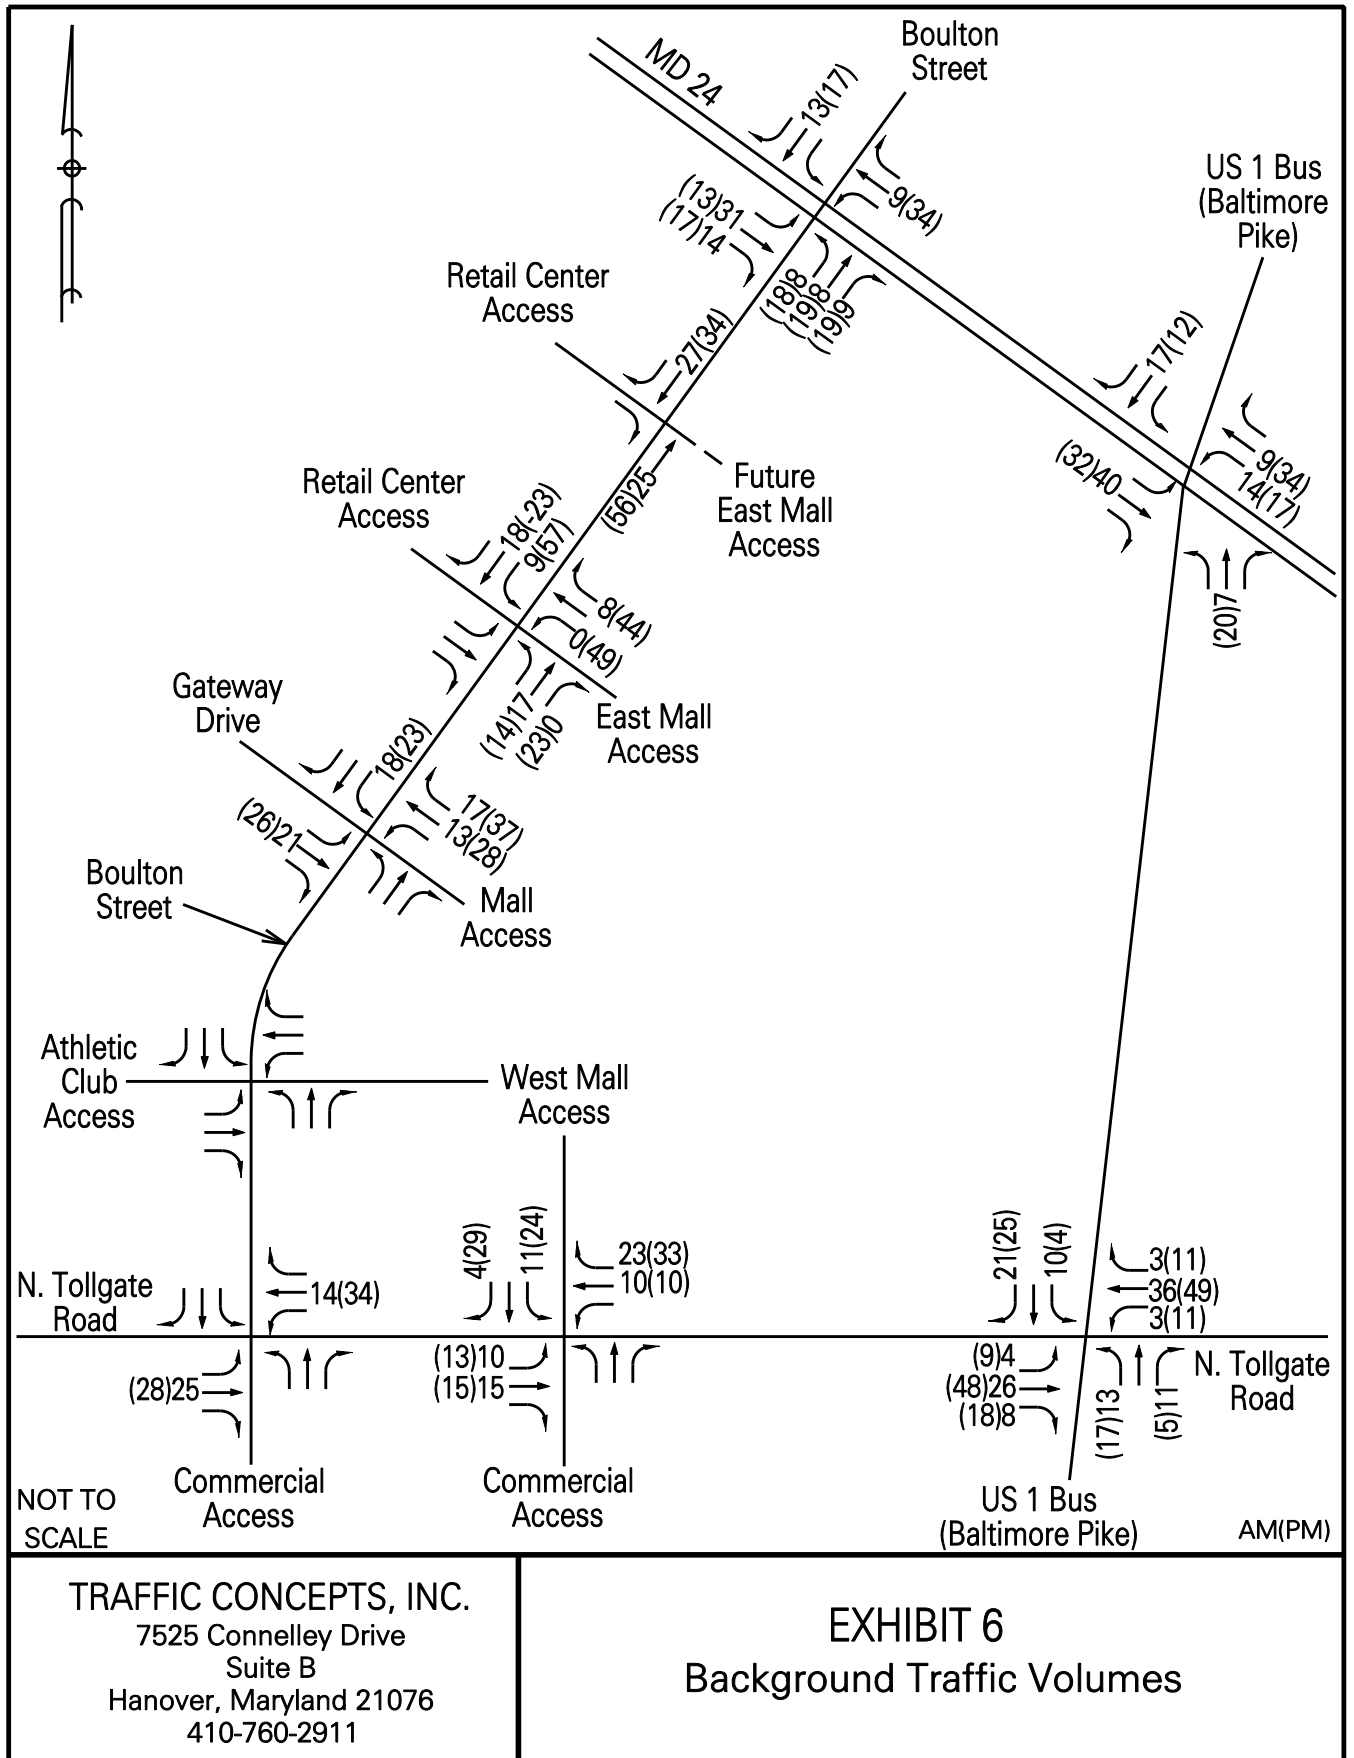 Boulton
Street
MD 24
13(17)
US 1 Bus
(Baltimore
Pike)
9(34)
(13)31
(17)14
(18)8
(19)8
(19)9
Retail Center
Access
27(34)
17(12)
(32)40
9(34)
14(17)
(20)7
Future
East Mall
Access
(56)25
Retail Center
Access
18(-23)
9(57)
8(44)
0(49)
(14)17
(23)0
East Mall
Access
Gateway
Drive
18(23)
(26)21
17(37)
13(28)
Mall
Access
Boulton
Street
Athletic
Club
Access
West Mall
Access
N. Tollgate
Road
14(34)
4(29)
11(24)
23(33)
10(10)
21(25)
10(4)
3(11)
36(49)
3(11)
(28)25
(13)10
(15)15
(9)4
(48)26
(18)8
(17)13
(5)11
N. Tollgate
Road
Commercial
Access
Commercial
Access
US 1 Bus
(Baltimore Pike)
NOT TO
SCALE
AM(PM)
TRAFFIC CONCEPTS, INC.
7525 Connelley Drive
Suite B
Hanover, Maryland 21076
410-760-2911
EXHIBIT 6
Background Traffic Volumes